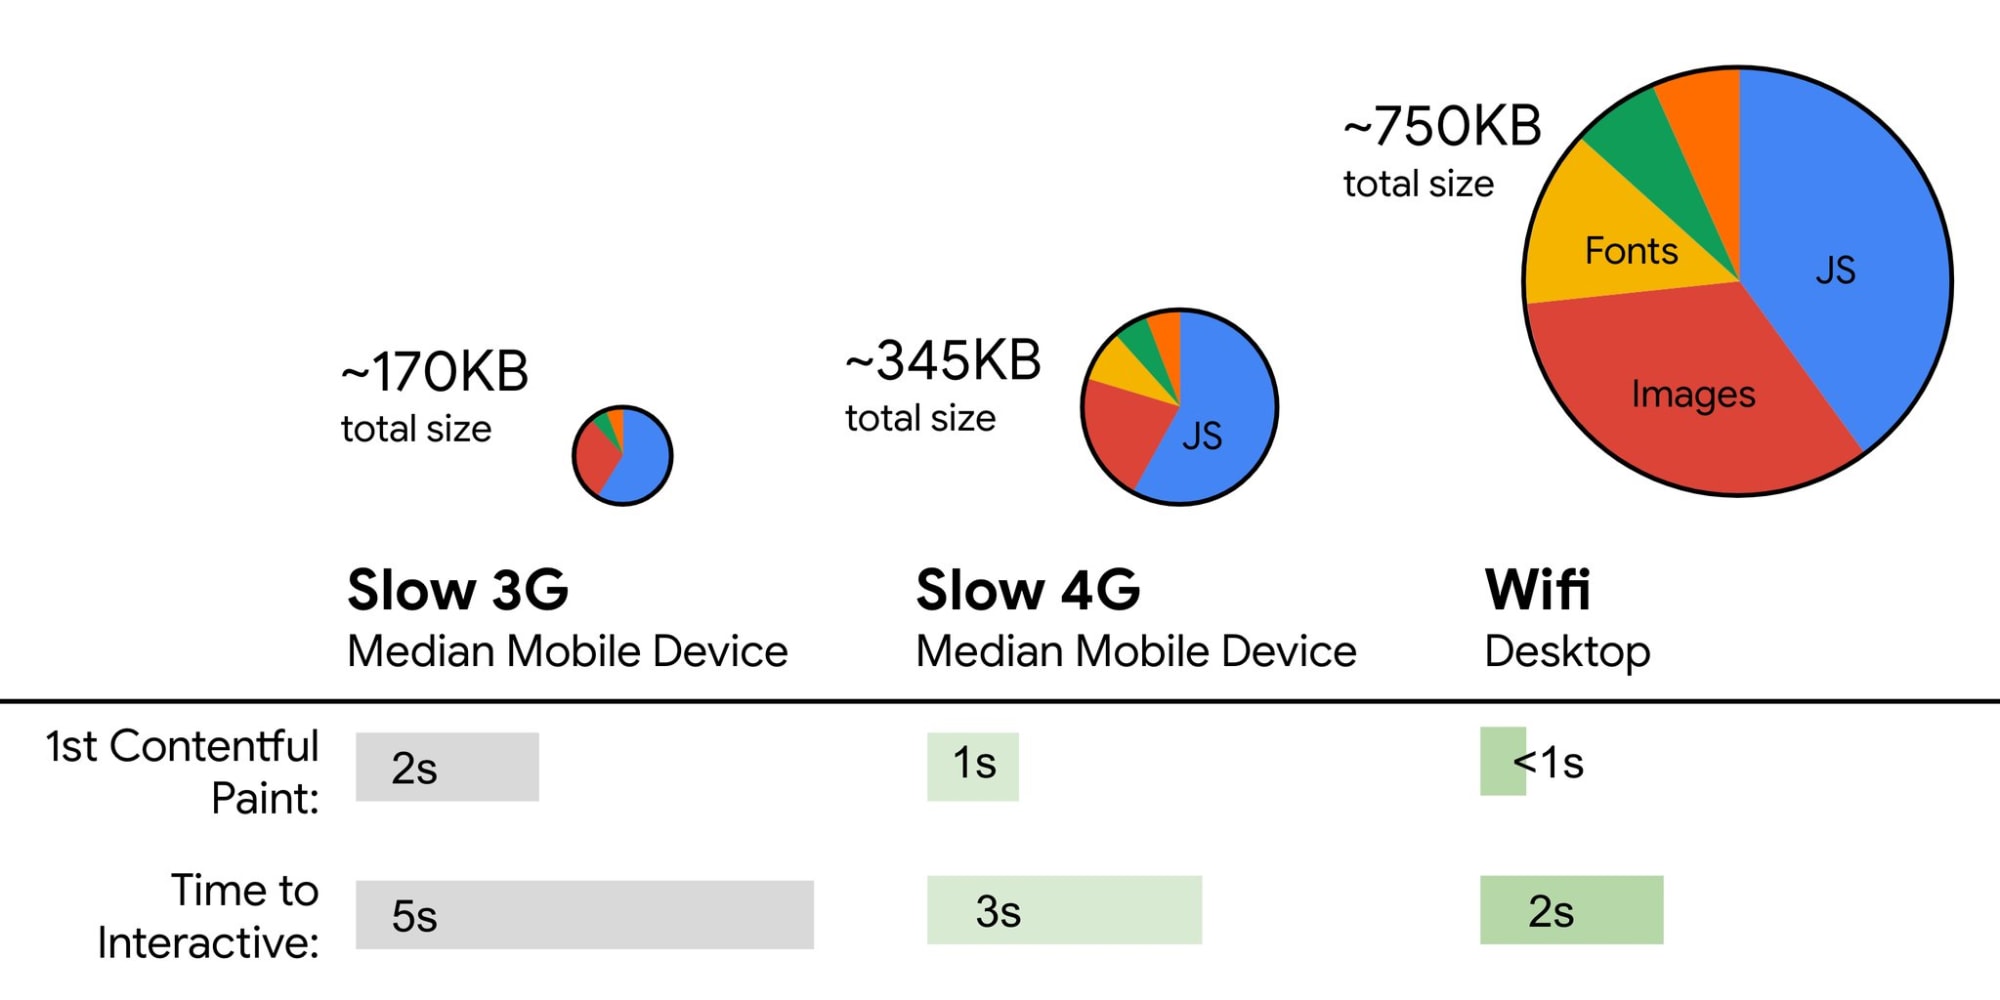 ~750KB
total size
Fonts
JS
Images
~170KB
total size
~345KB
total size
JS
Slow 3G
Median Mobile Device
Slow 4G
Median Mobile Device
Wifi
Desktop
1st Contentful
Paint:
2s
1s
<1s
Time to
Interactive:
5s
3s
2s